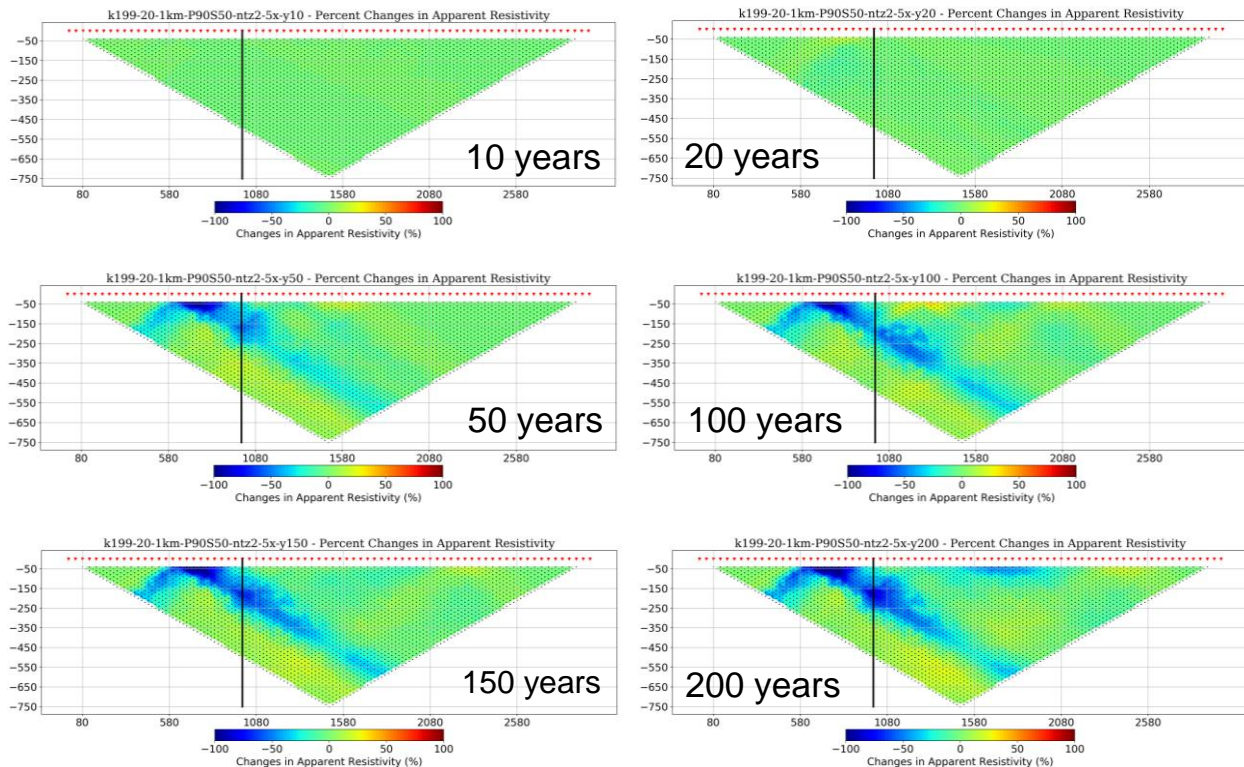 k199-20-1km-P90S50-ntz2-5x-y10 - Percent Changes in Apparent Resistivity
−50
−150
−250
−350
−450
−550
−650
−750
10 years
80 580 1080 1580 2080 2580
−100 −50 0 50 100
Changes in Apparent Resistivity (%)
k199-20-1km-P90S50-ntz2-5x-y20 - Percent Changes in Apparent Resistivity
−50
−150
−250
−350
−450
−550
−650
−750
20 years
80 580 1080 1580 2080 2580
−100 −50 0 50 100
Changes in Apparent Resistivity (%)
k199-20-1km-P90S50-ntz2-5x-y50 - Percent Changes in Apparent Resistivity
−50
−150
−250
−350
−450
−550
−650
−750
50 years
80 580 1080 1580 2080 2580
−100 −50 0 50 100
Changes in Apparent Resistivity (%)
k199-20-1km-P90S50-ntz2-5x-y100 - Percent Changes in Apparent Resistivity
−50
−150
−250
−350
−450
−550
−650
−750
100 years
80 580 1080 1580 2080 2580
−100 −50 0 50 100
Changes in Apparent Resistivity (%)
k199-20-1km-P90S50-ntz2-5x-y150 - Percent Changes in Apparent Resistivity
−50
−150
−250
−350
−450
−550
−650
−750
150 years
80 580 1080 1580 2080 2580
−100 −50 0 50 100
Changes in Apparent Resistivity (%)
k199-20-1km-P90S50-ntz2-5x-y200 - Percent Changes in Apparent Resistivity
−50
−150
−250
−350
−450
−550
−650
−750
200 years
80 580 1080 1580 2080 2580
−100 −50 0 50 100
Changes in Apparent Resistivity (%)